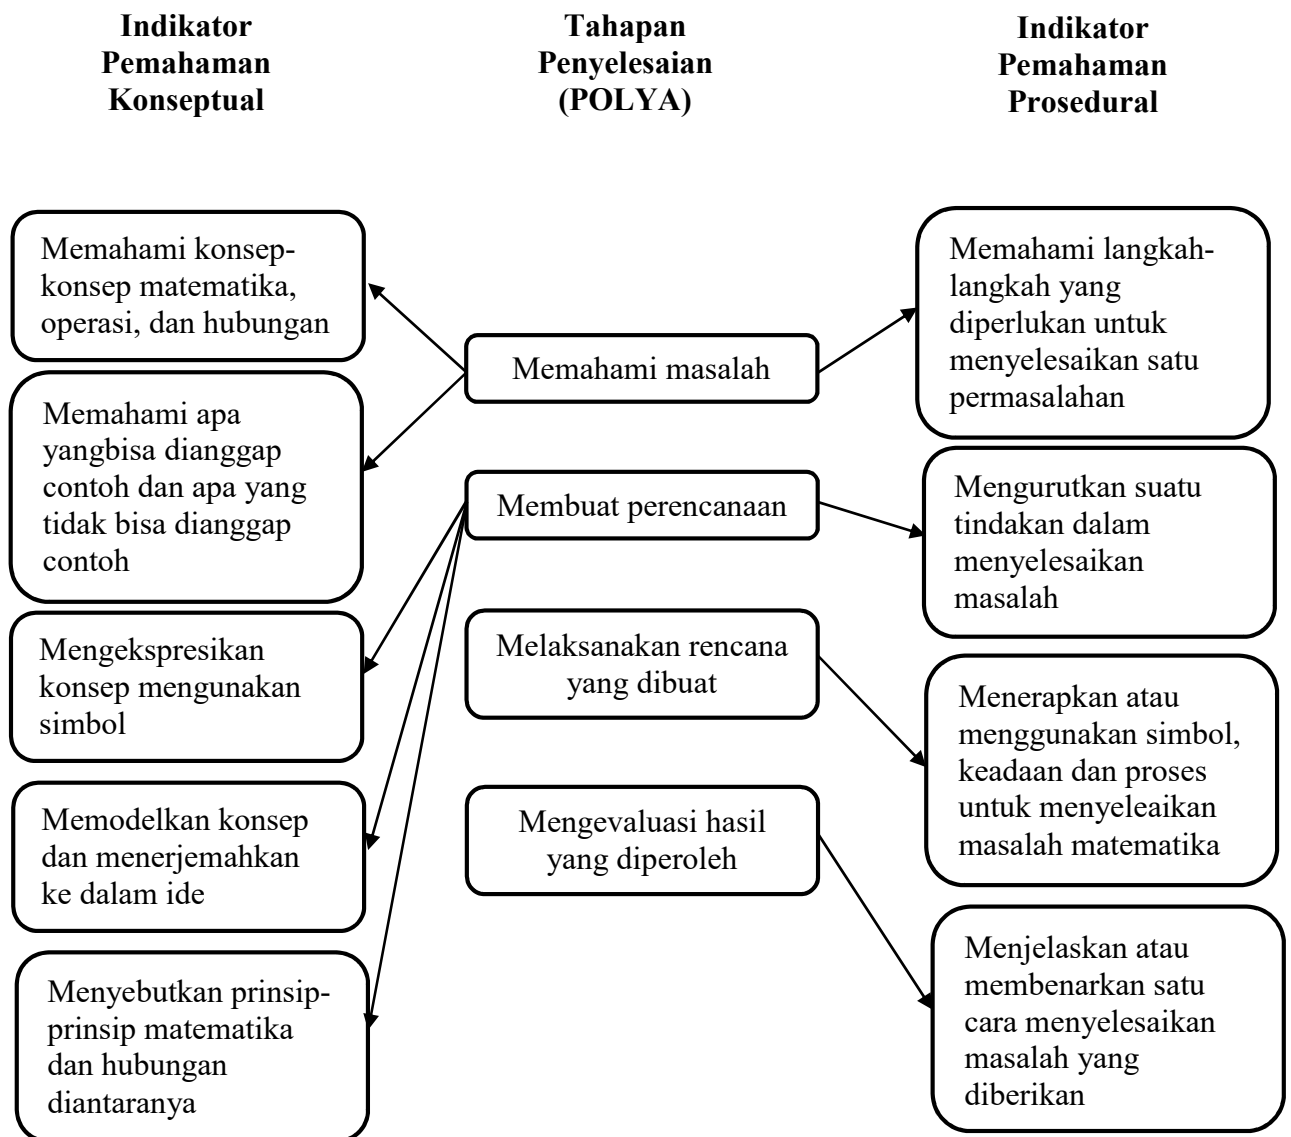 Indikator
Pemahaman
Konseptual
Tahapan
Penyelesaian
(POLYA)
Indikator
Pemahaman
Prosedural
Memahami konsep-
konsep matematika,
operasi, dan hubungan
Memahami apa
yangbisa dianggap
contoh dan apa yang
tidak bisa dianggap
contoh
Mengekspresikan
konsep mengunakan
simbol
Memodelkan konsep
dan menerjemahkan
ke dalam ide
Menyebutkan prinsip-
prinsip matematika
dan hubungan
diantaranya
Memahami masalah
Membuat perencanaan
Melaksanakan rencana
yang dibuat
Mengevaluasi hasil
yang diperoleh
Memahami langkah-
langkah yang
diperlukan untuk
menyelesaikan satu
permasalahan
Mengurutkan suatu
tindakan dalam
menyelesaikan
masalah
Menerapkan atau
menggunakan simbol,
keadaan dan proses
untuk menyeleaikan
masalah matematika
Menjelaskan atau
membenarkan satu
cara menyelesaikan
masalah yang
diberikan